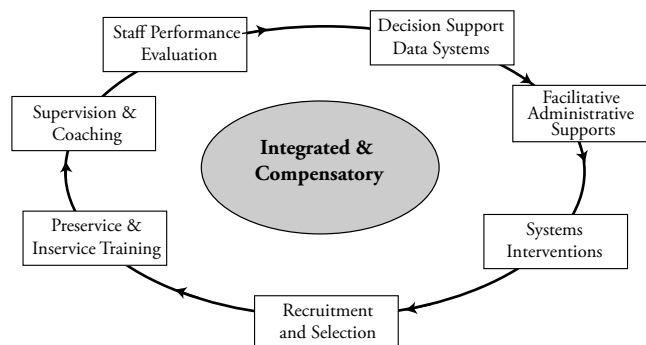 Staff Performance
Evaluation
Decision Support
Data Systems
Supervision &
Coaching
Facilitative
Administrative
Supports
Integrated &
Compensatory
Preservice &
Inservice Training
Systems
Interventions
Recruitment
and Selection